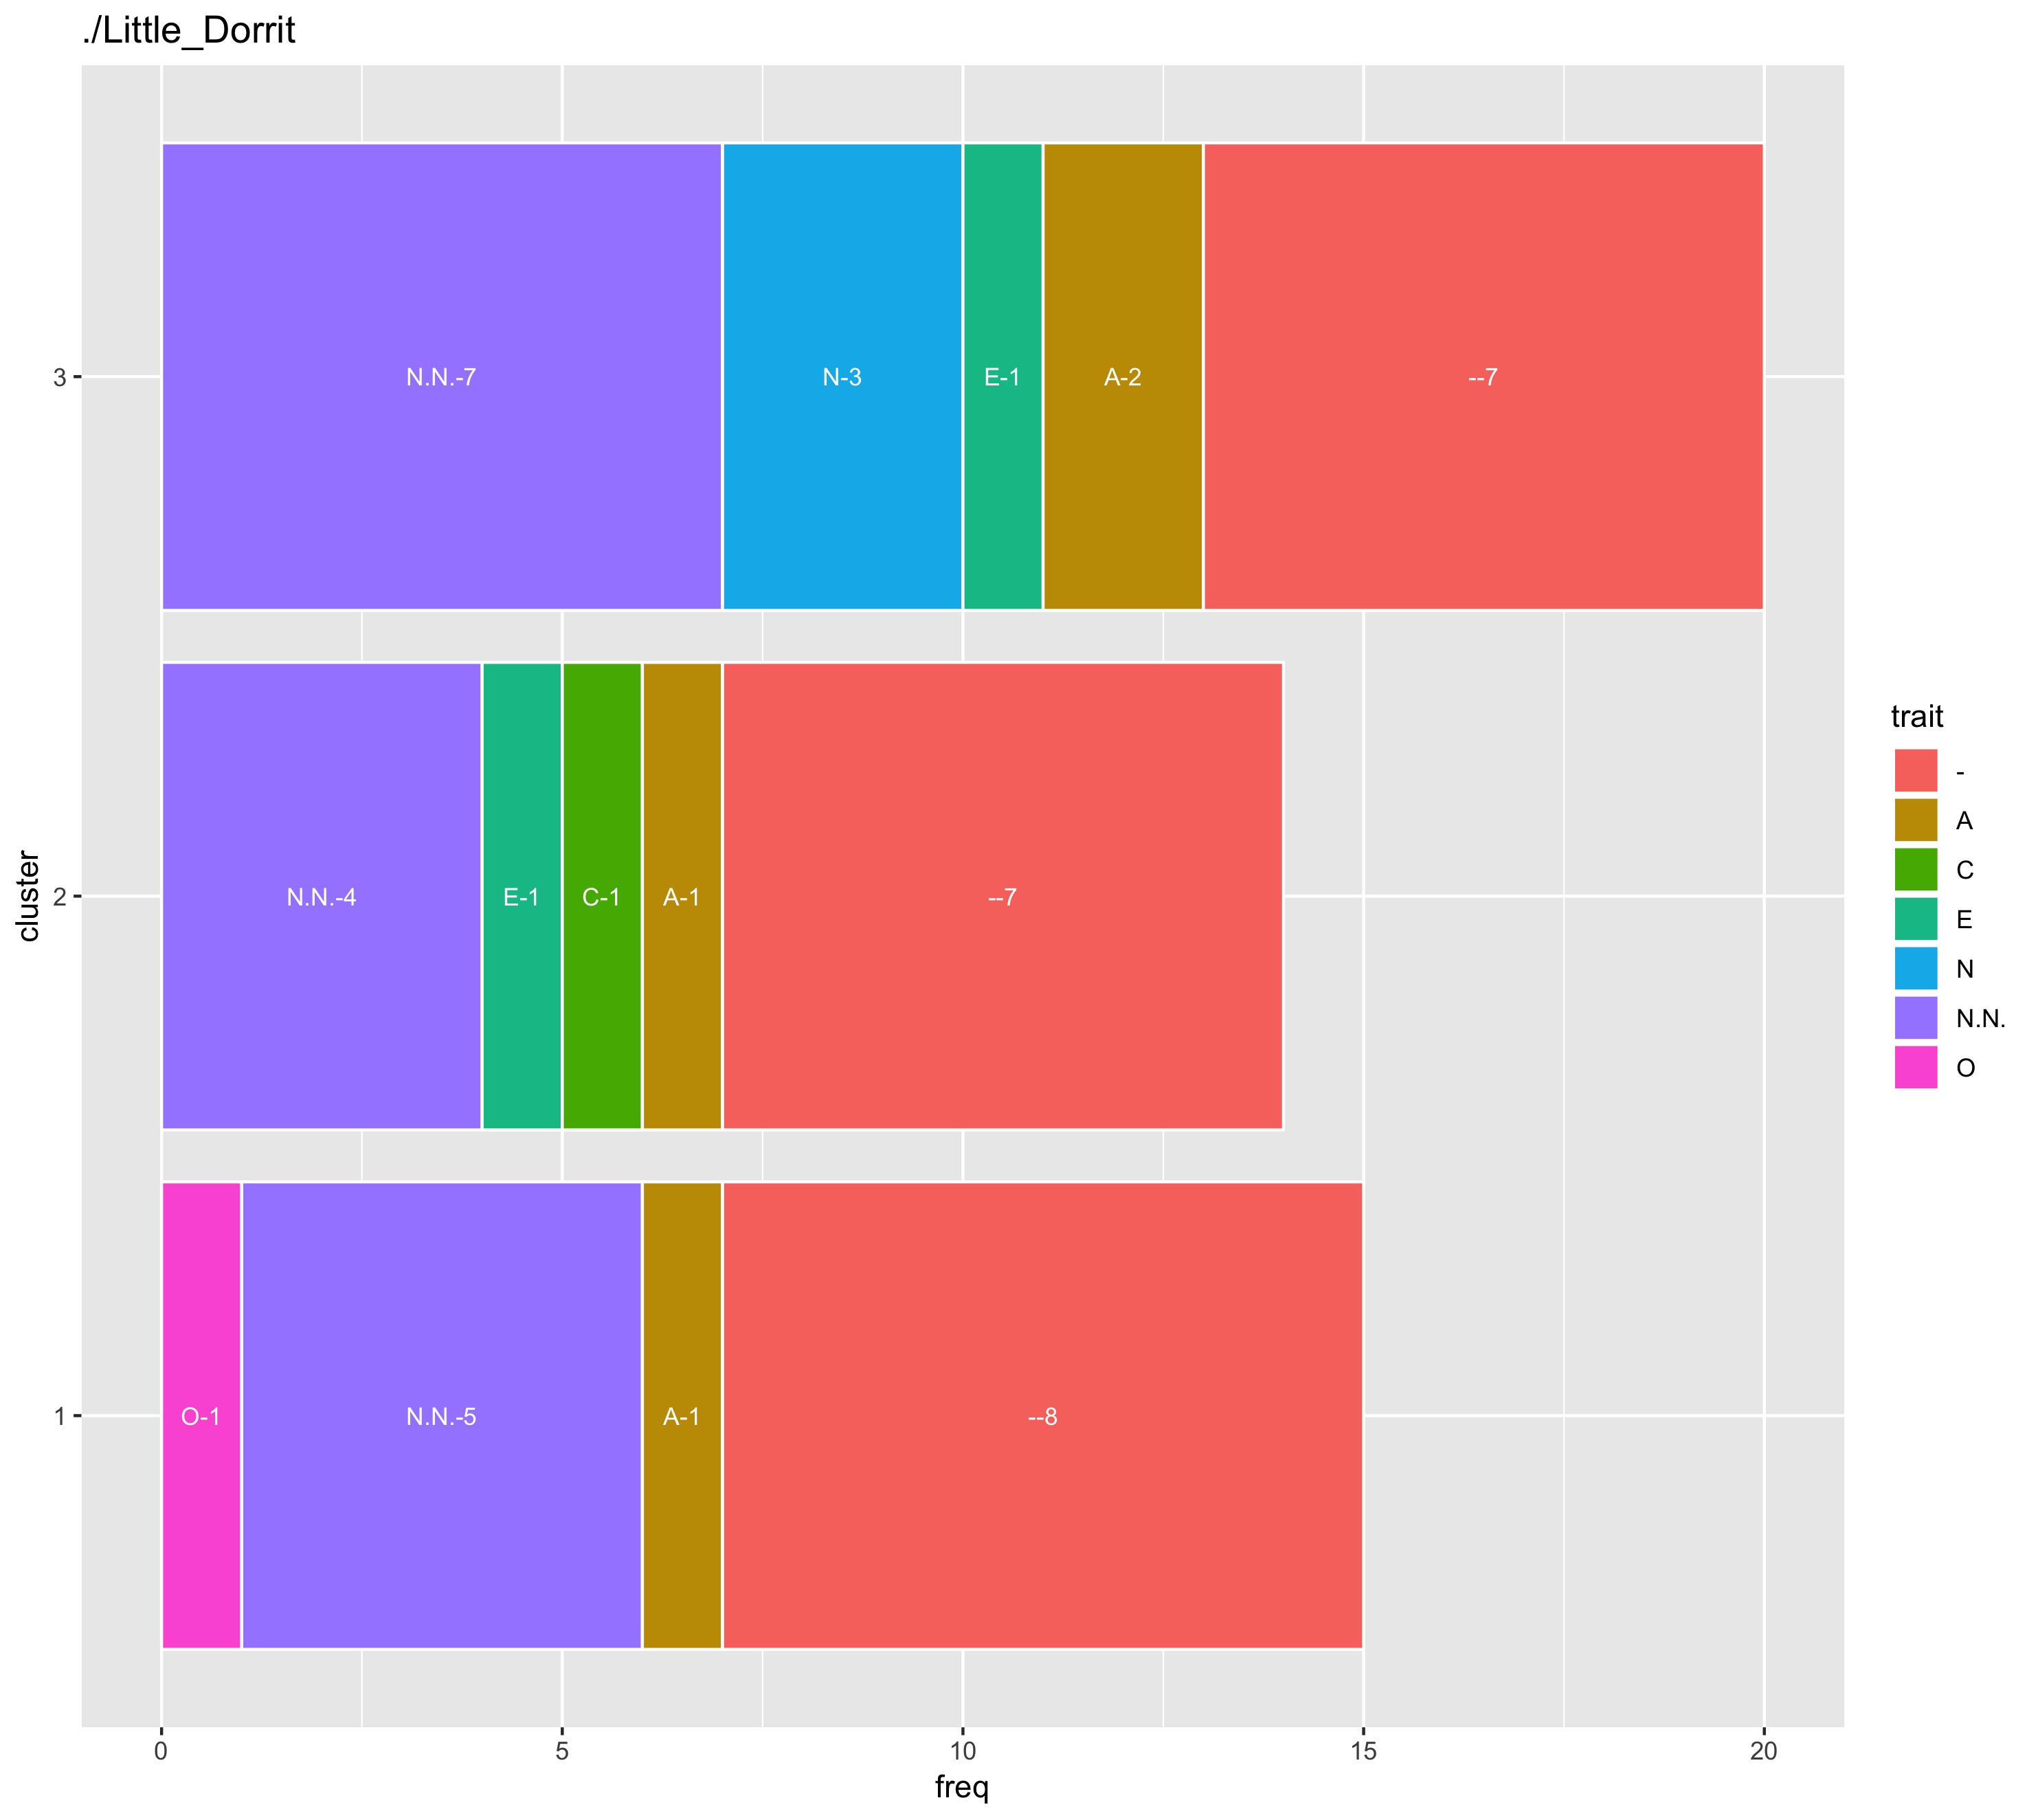 ./Little_Dorrit
3
N.N.-7
N-3
E-1
A-2
--7
2
N.N.-4
E-1
C-1
A-1
--7
1
O-1
N.N.-5
A-1
--8
cluster
0
5
10
15
20
freq
trait
-
A
C
E
N
N.N.
O